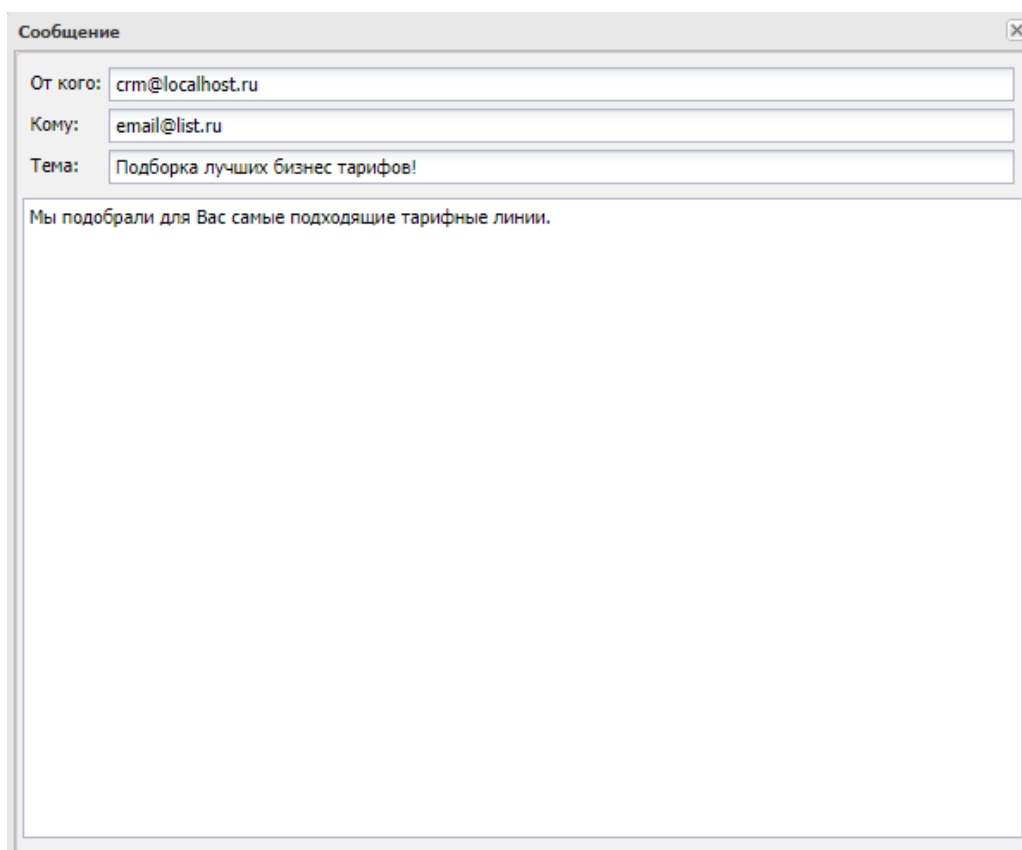 Сообщение
От кого: crm@localhost.ru
Кому: email@list.ru
Тема: Подборка лучших бизнес тарифов!
Мы подобрали для Вас самые подходящие тарифные линии.